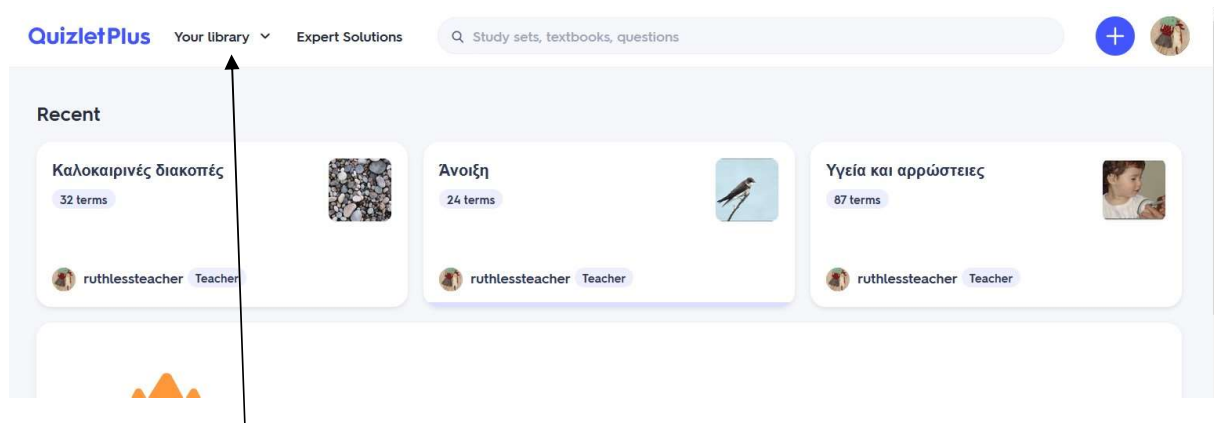 QuizletPlus Your library Expert Solutions Study sets, textbooks, questions
Recent
Καλοκαιρινές διακοπές
32 terms
ruthlessteacher Teacher
Άνοιξη
24 terms
ruthlessteacher Teacher
Υγεία και αρρώστειες
87 terms
ruthlessteacher Teacher